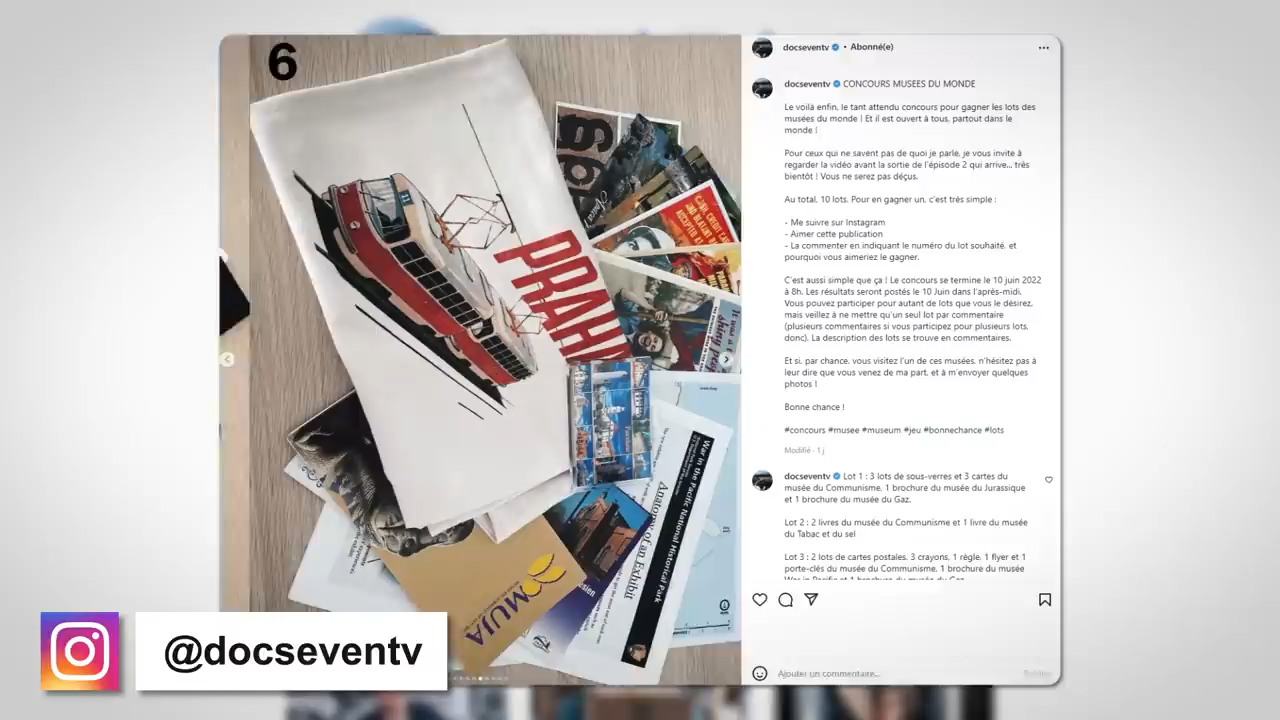 6
PRAH
War in the Pacific National Historical Park
Anatomy of an Exhibit
MUJA
docseventv • Abonné(e)
docseventv CONCOURS MUSEES DU MONDE
Le voilà enfin, le tant attendu concours pour gagner les lots des
musées du monde ! Et il est ouvert à tous, partout dans le
monde !
Pour ceux qui ne savent pas de quoi je parle, je vous invite à
regarder la vidéo avant la sortie de l'épisode 2 qui arrive... très
bientôt ! Vous ne serez pas déçus.
Au total, 10 lots. Pour en gagner un, c'est très simple :
- Me suivre sur Instagram
- Aimer cette publication
- La commenter en indiquant le numéro du lot souhaité, et
pourquoi vous aimeriez le gagner.
C'est aussi simple que ça ! Le concours se termine le 10 juin 2022
à 8h. Les résultats seront postés le 10 Juin dans l'après-midi.
Vous pouvez participer pour autant de lots que vous le désirez,
mais veillez à ne mettre qu'un seul lot par commentaire
(plusieurs commentaires si vous participez pour plusieurs lots,
donc). La description des lots se trouve en commentaires.
Et si, par chance, vous visitez l'un de ces musées, n'hésitez pas à
leur dire que vous venez de ma part, et à m'envoyer quelques
photos !
Bonne chance !
#concours #musee #museum #jeu #bonnechance #lots
Modifié · 1 j
docseventv Lot 1 : 3 lots de sous-verres et 3 cartes du
musée du Communisme, 1 brochure du musée du Jurassique
et 1 brochure du musée du Gaz.
Lot 2 : 2 livres du musée du Communisme et 1 livre du musée
du Tabac et du sel
Lot 3 : 2 lots de cartes postales, 3 crayons, 1 règle, 1 flyer et 1
porte-clés du musée du Communisme, 1 brochure du musée
War in Pacific et 1 brochure du musée du Gaz
Ajouter un commentaire...
Publier
@docseventv